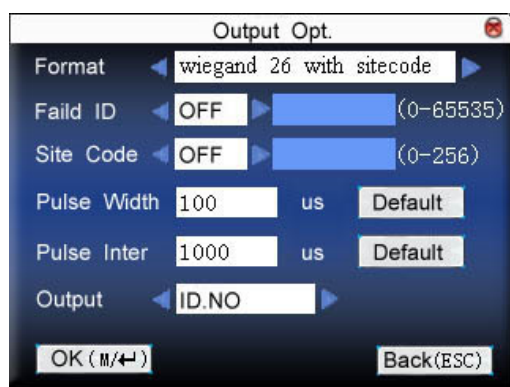 Output Opt.
Format wiegand 26 with sitecode
Faild ID OFF (0-65535)
Site Code OFF (0-256)
Pulse Width 100 us Default
Pulse Inter 1000 us Default
Output ID.NO
OK(M/↵) Back(ESC)